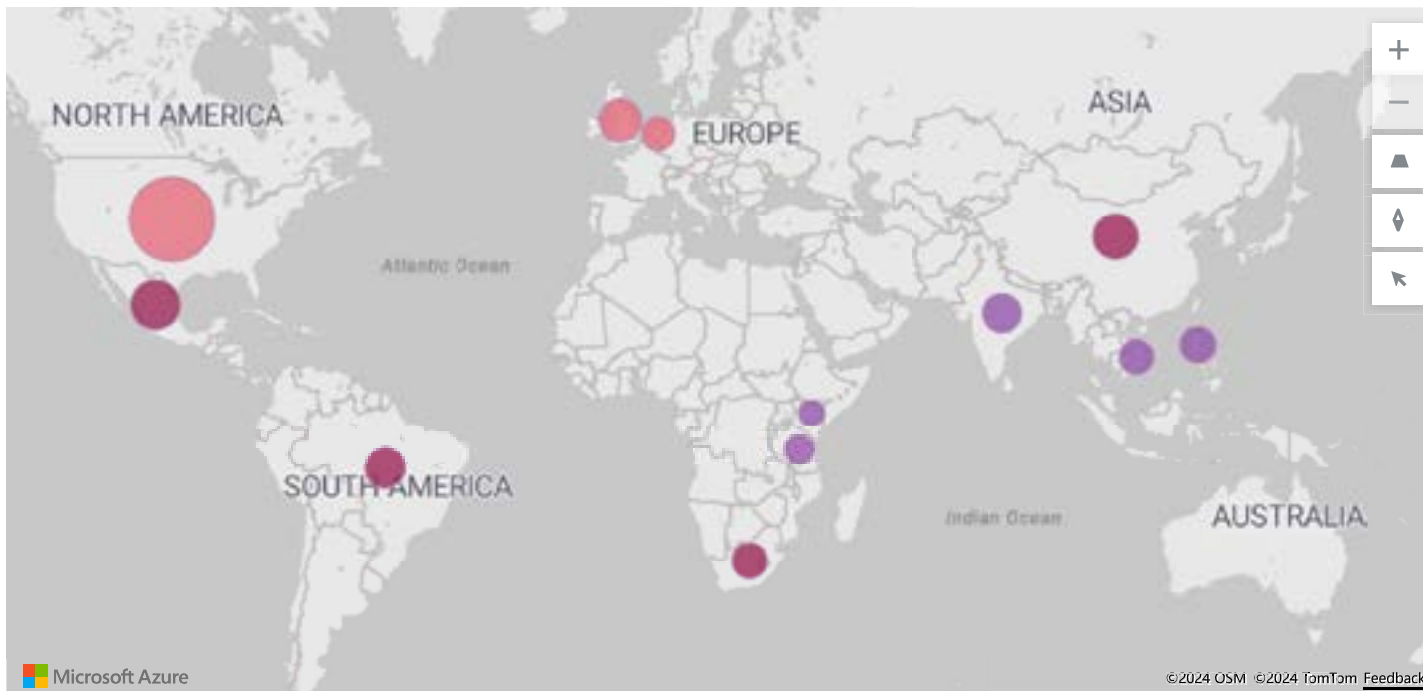 NORTH AMERICA
ASIA
EUROPE
Atlantic Ocean
SOUTH AMERICA
Indian Ocean
AUSTRALIA
Microsoft Azure
©2024 OSM ©2024 TomTom Feedback